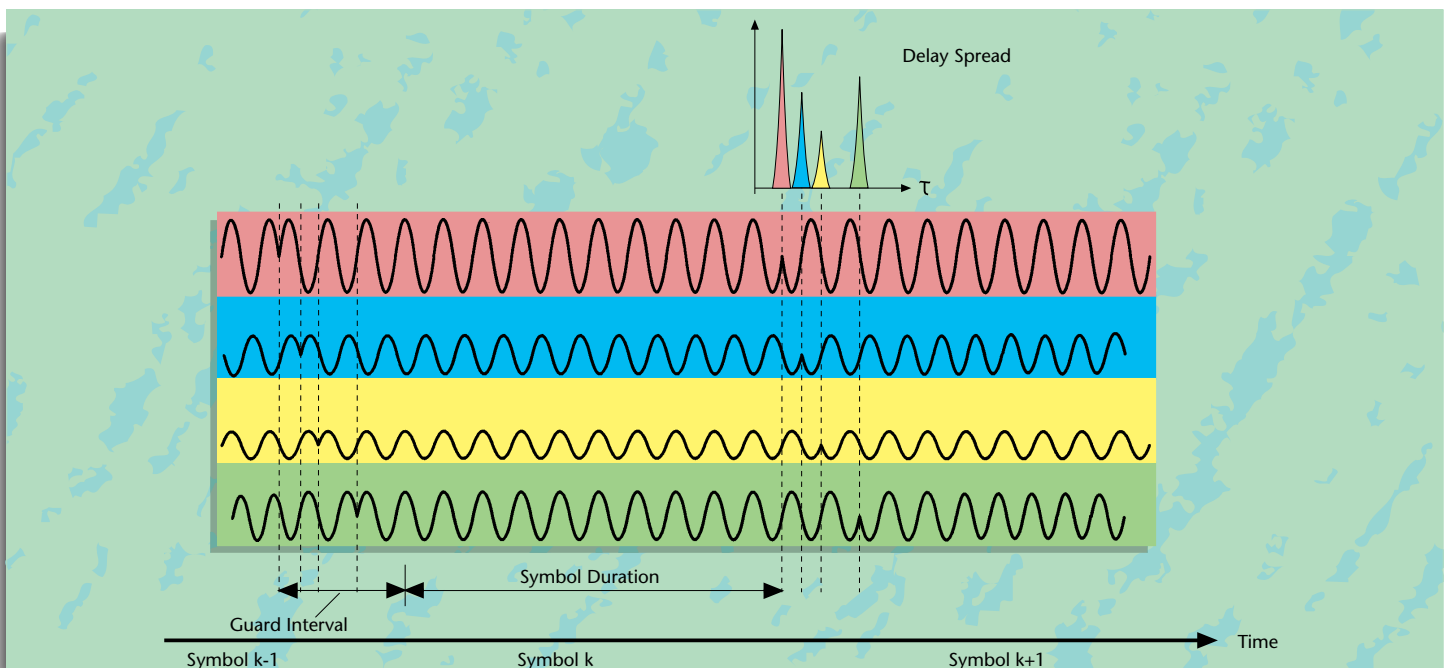 Delay Spread
τ
Symbol Duration
Guard Interval
Time
Symbol k-1
Symbol k
Symbol k+1